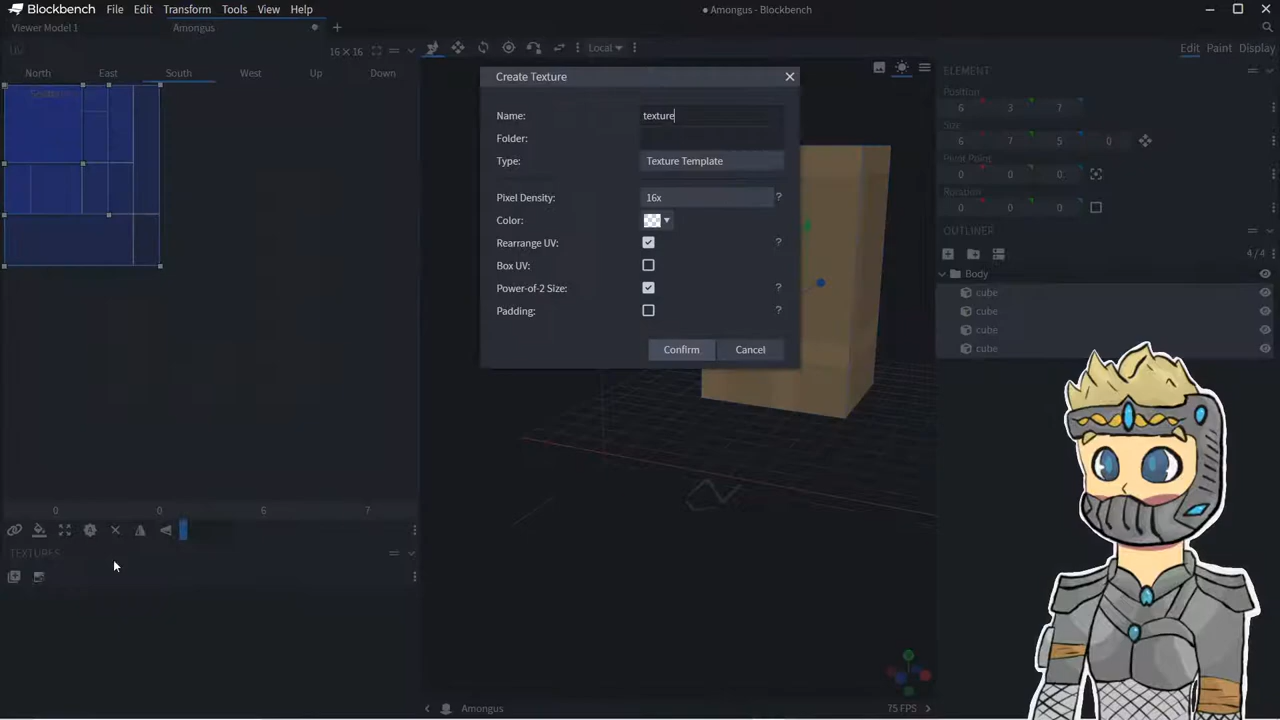 Blockbench File Edit Transform Tools View Help
● Amongus - Blockbench
Viewer Model 1
Amongus
UV
16 × 16
Local
Edit Paint Display
North East South West Up Down
Create Texture
Name: texture
Folder:
Type: Texture Template
Pixel Density: 16x ?
Color:
Rearrange UV: ?
Box UV:
Power-of-2 Size: ?
Padding: ?
Confirm Cancel
ELEMENT
Position
6 3 7
Size
6 7 5 0
Pivot Point
0 0 0
Rotation
0 0 0
OUTLINER
4/4
Body
cube
cube
cube
cube
0 0 6 7
TEXTURES
Amongus
75 FPS